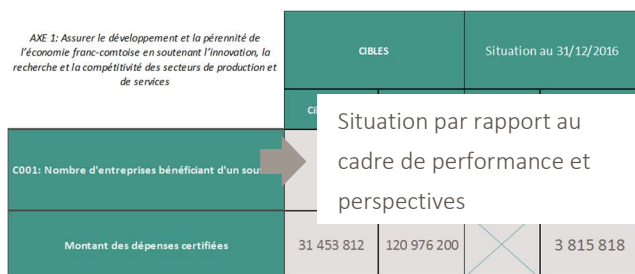 AXE 1: Assurer le développement et la pérennité de
l'économie franc-comtoise en soutenant l'innovation, la
recherche et la compétitivité des secteurs de production et
de services
CIBLES
Situation au 31/12/2016
Situation par rapport au
cadre de performance et
perspectives
C001: Nombre d'entreprises bénéficiant d'un
Montant des dépenses certifiées
31 453 812
120 976 200
3 815 818